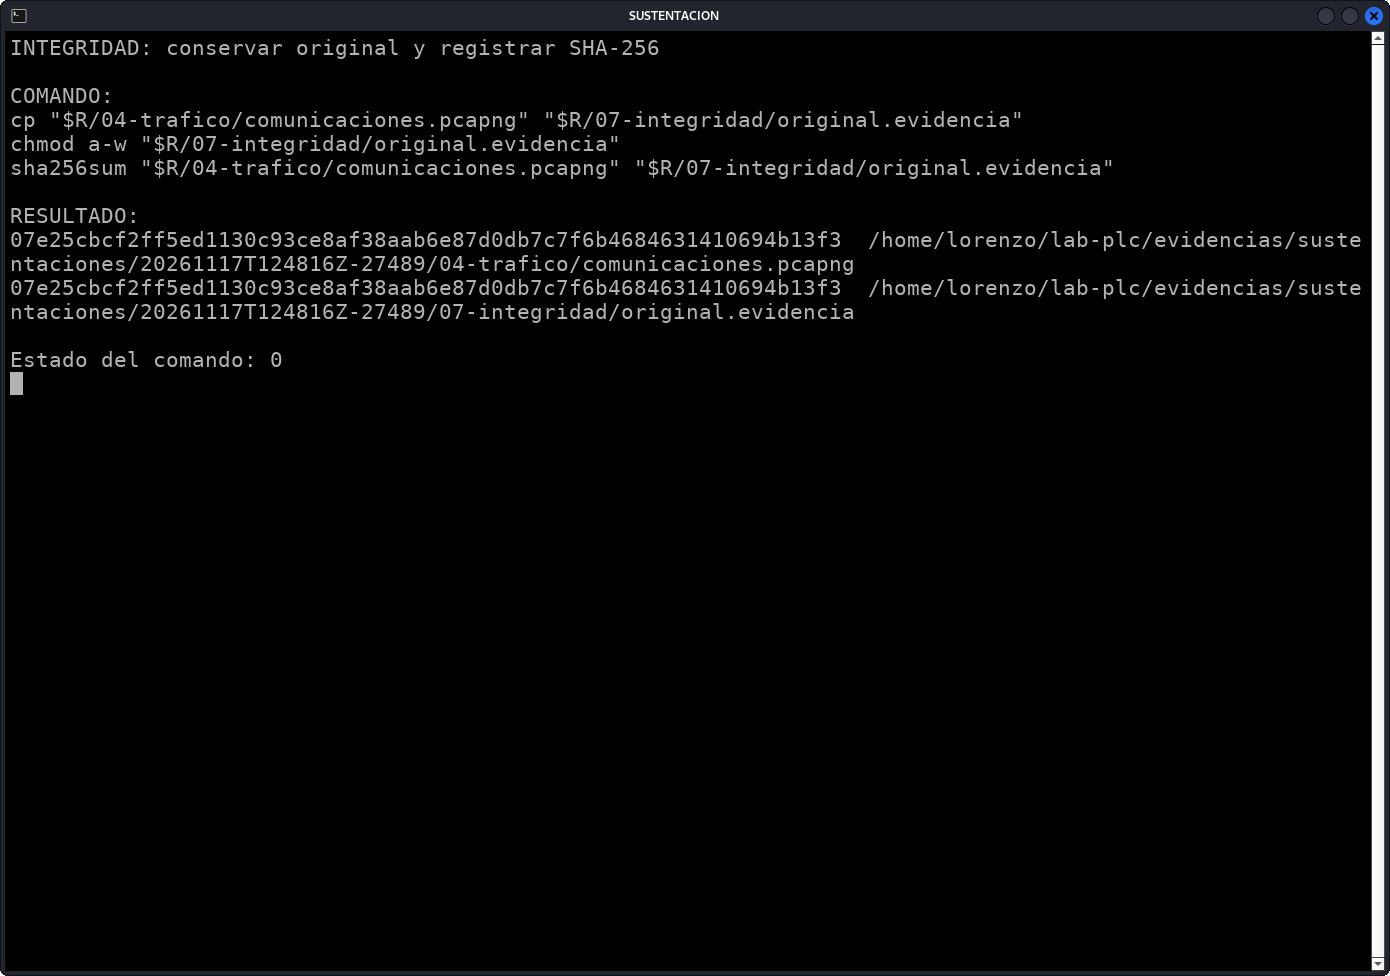 SUSTENTACION
INTEGRIDAD: conservar original y registrar SHA-256
COMANDO:
cp "$R/04-trafico/comunicaciones.pcapng" "$R/07-integridad/original.evidencia"
chmod a-w "$R/07-integridad/original.evidencia"
sha256sum "$R/04-trafico/comunicaciones.pcapng" "$R/07-integridad/original.evidencia"
RESULTADO:
07e25cbcf2ff5ed1130c93ce8af38aab6e87d0db7c7f6b4684631410694b13f3  /home/lorenzo/lab-plc/evidencias/suste
ntaciones/20261117T124816Z-27489/04-trafico/comunicaciones.pcapng
07e25cbcf2ff5ed1130c93ce8af38aab6e87d0db7c7f6b4684631410694b13f3  /home/lorenzo/lab-plc/evidencias/suste
ntaciones/20261117T124816Z-27489/07-integridad/original.evidencia
Estado del comando: 0